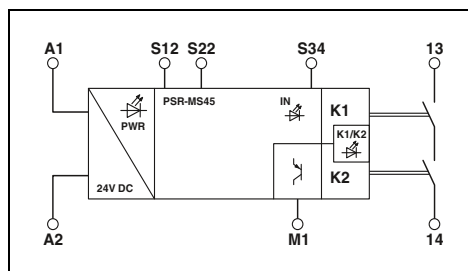 A1 S12 S22 S34 13
PSR-MS45 IN K1
PWR K1/K2
24V DC K2
A2 M1 14